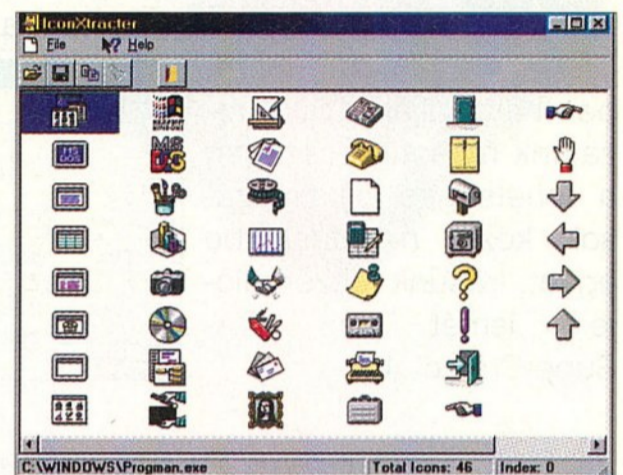 IconXtracter
File Help
MS DOS
MS DOS
C:\WINDOWS\Progman.exe Total Icons: 46 Index: 0